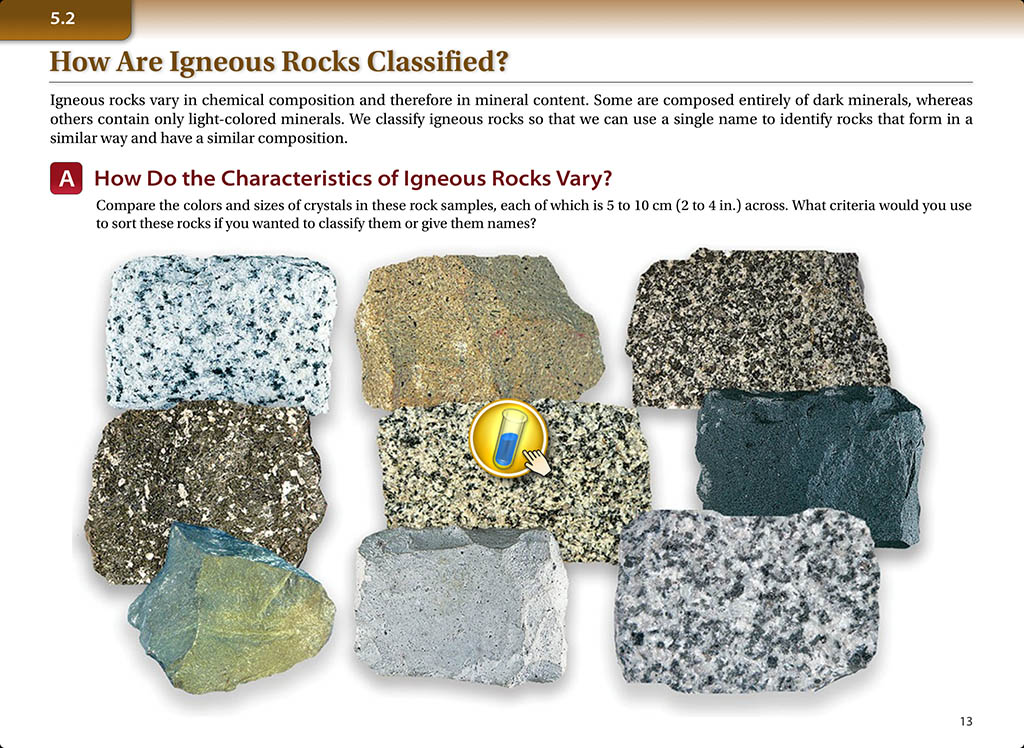 5.2
How Are Igneous Rocks Classified?
Igneous rocks vary in chemical composition and therefore in mineral content. Some are composed entirely of dark minerals, whereas
others contain only light-colored minerals. We classify igneous rocks so that we can use a single name to identify rocks that form in a
similar way and have a similar composition.
A How Do the Characteristics of Igneous Rocks Vary?
Compare the colors and sizes of crystals in these rock samples, each of which is 5 to 10 cm (2 to 4 in.) across. What criteria would you use
to sort these rocks if you wanted to classify them or give them names?
13